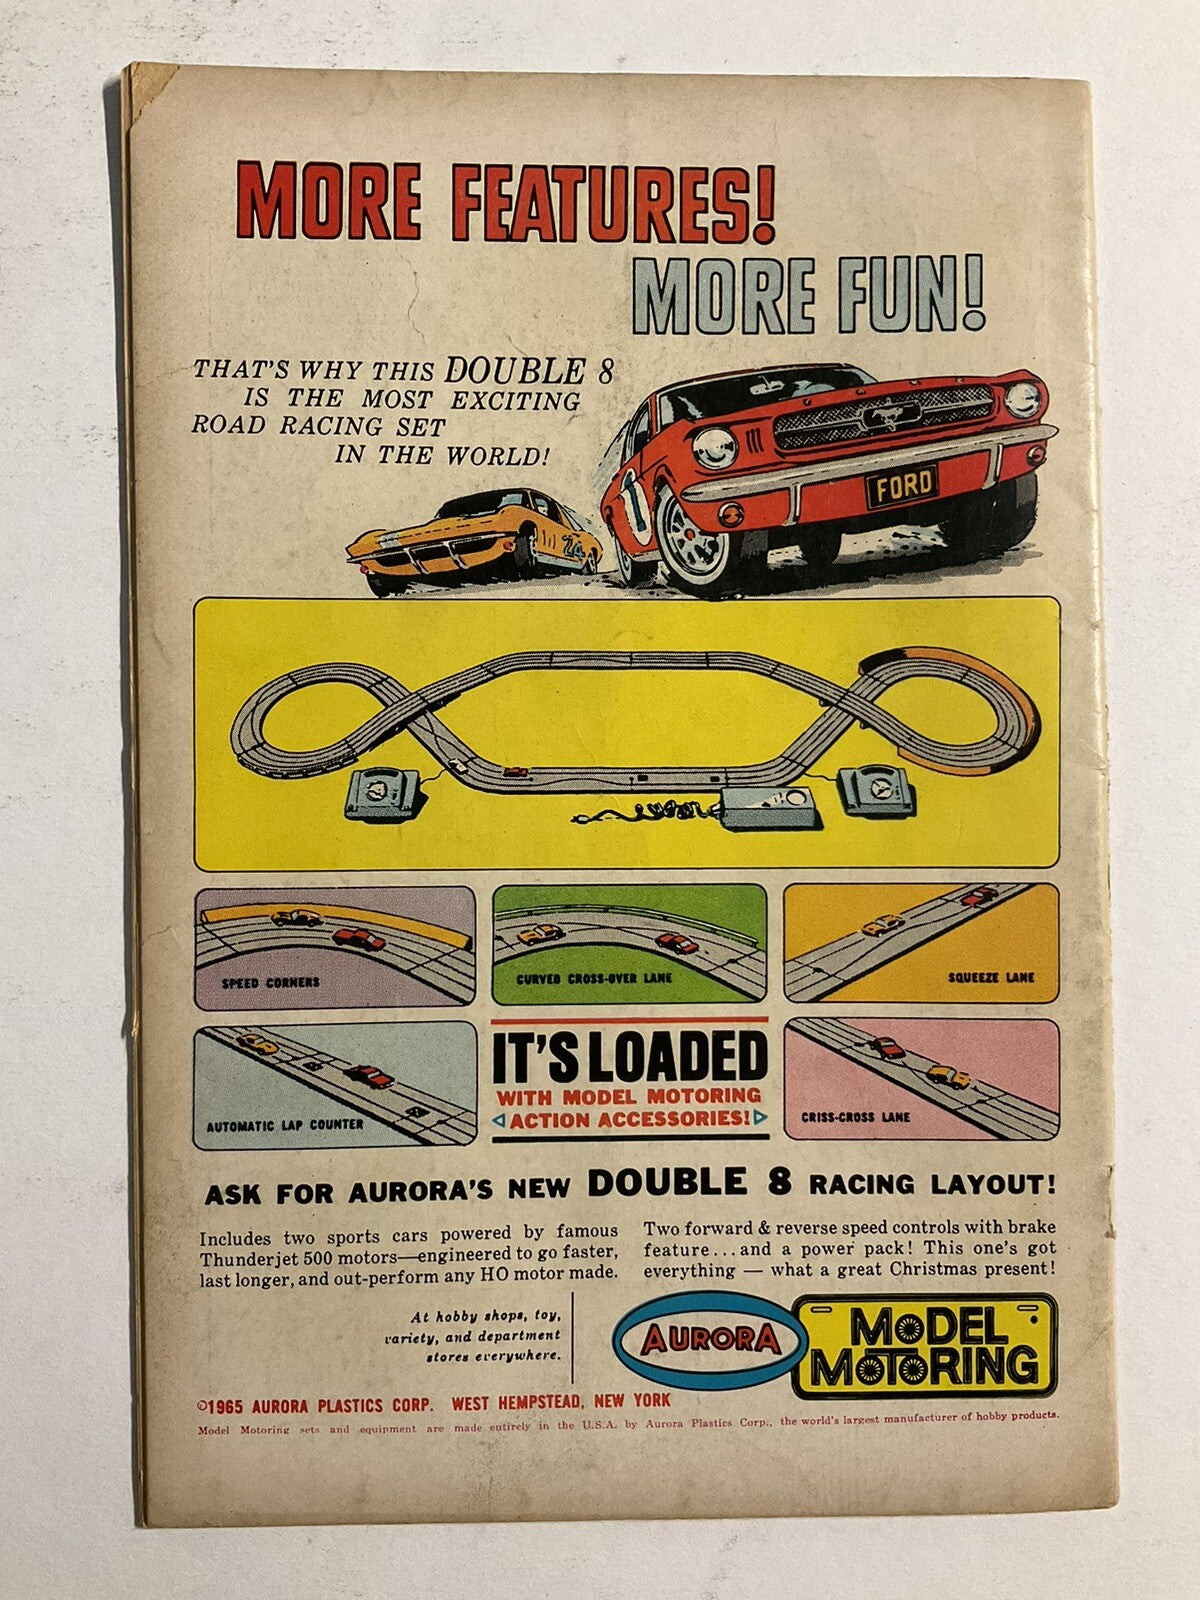 MORE FEATURES!
MORE FUN!
THAT'S WHY THIS DOUBLE 8
IS THE MOST EXCITING
ROAD RACING SET
IN THE WORLD!
1
FORD
24
SPEED CORNERS
CURVED CROSS-OVER LANE
SQUEEZE LANE
AUTOMATIC LAP COUNTER
IT'S LOADED
WITH MODEL MOTORING
ACTION ACCESSORIES!
CRISS-CROSS LANE
ASK FOR AURORA'S NEW DOUBLE 8 RACING LAYOUT!
Includes two sports cars powered by famous
Thunderjet 500 motors—engineered to go faster,
last longer, and out-perform any HO motor made.
Two forward & reverse speed controls with brake
feature...and a power pack! This one's got
everything — what a great Christmas present!
At hobby shops, toy,
variety, and department
stores everywhere.
AURORA
MODEL
MOTORING
©1965 AURORA PLASTICS CORP. WEST HEMPSTEAD, NEW YORK
Model Motoring sets and equipment are made entirely in the U.S.A. by Aurora Plastics Corp., the world's largest manufacturer of hobby products.